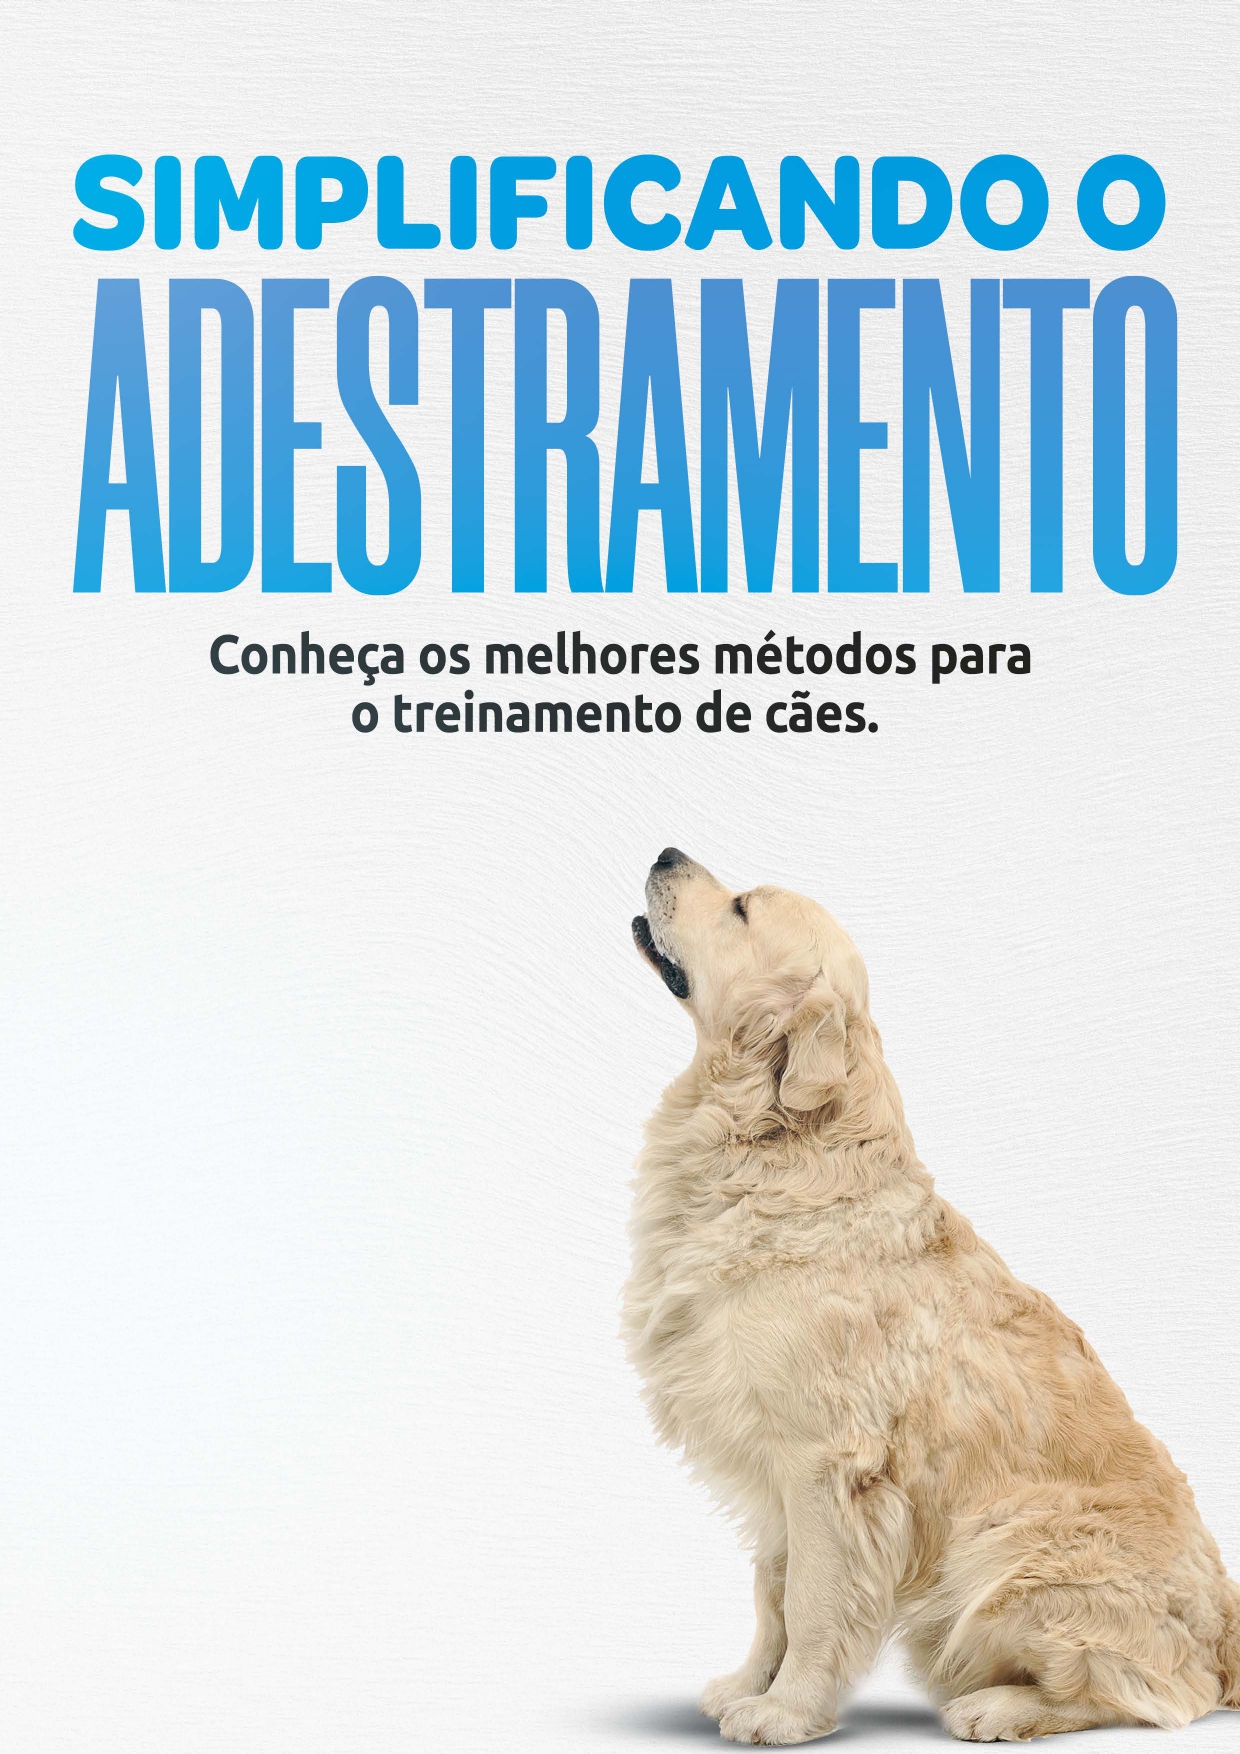 SIMPLIFICANDO O
ADESTRAMENTO
Conheça os melhores métodos para
o treinamento de cães.